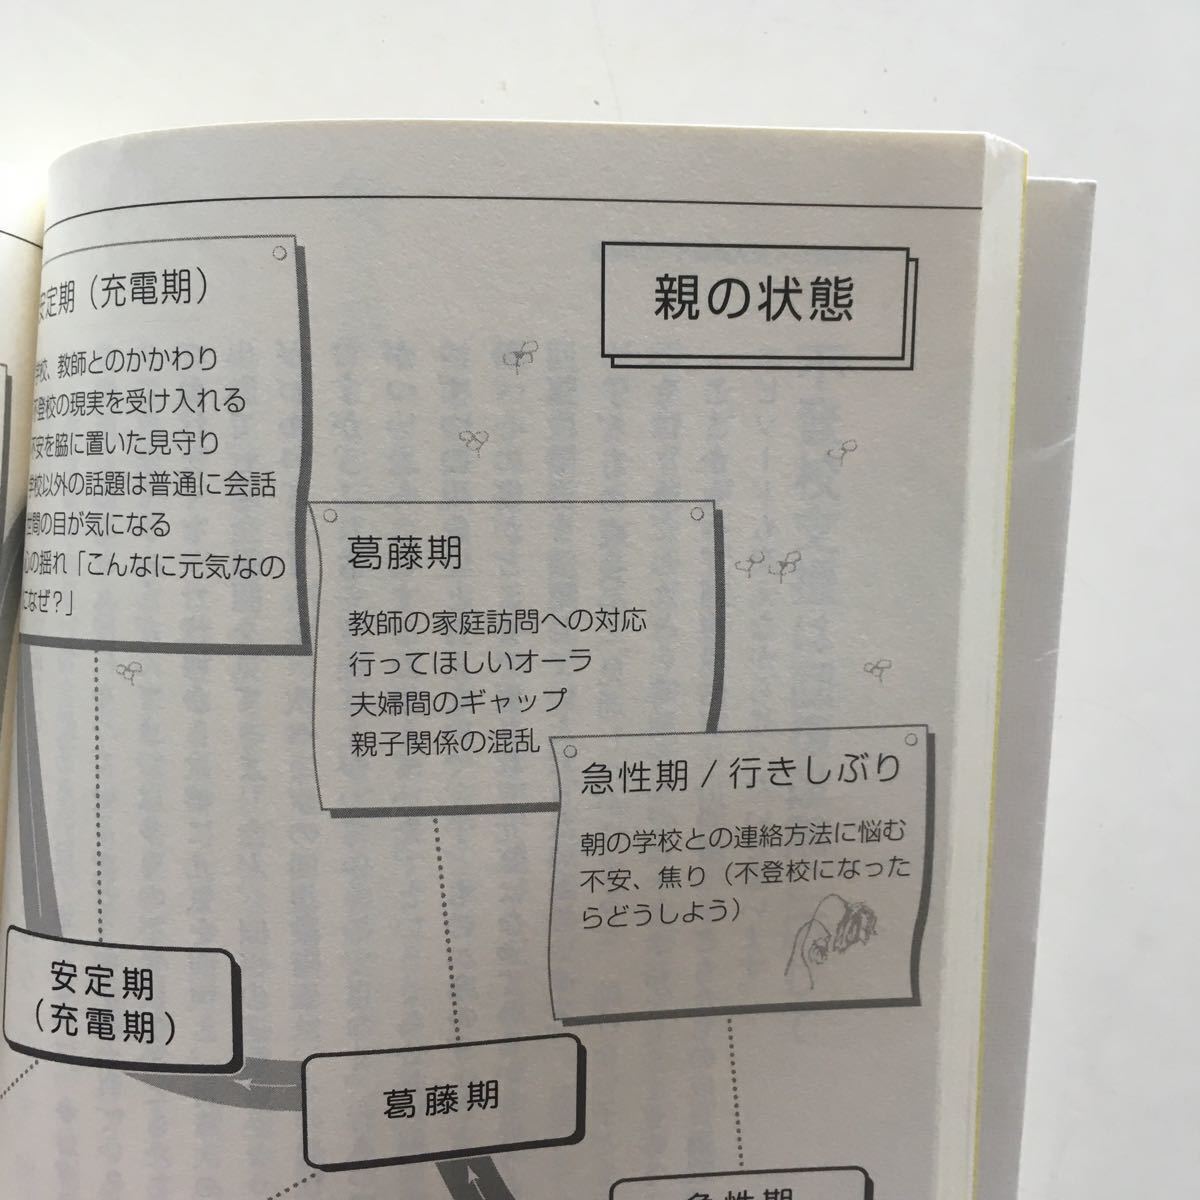 親の状態
安定期（充電期）
学校、教師とのかかわり
不登校の現実を受け入れる
不安を脇に置いた見守り
学校以外の話題は普通に会話
世間の目が気になる
心の揺れ「こんなに元気なの
になぜ？」
葛藤期
教師の家庭訪問への対応
行ってほしいオーラ
夫婦間のギャップ
親子関係の混乱
急性期 / 行きしぶり
朝の学校との連絡方法に悩む
不安、焦り（不登校になった
らどうしよう）
安定期
（充電期）
葛藤期
急性期